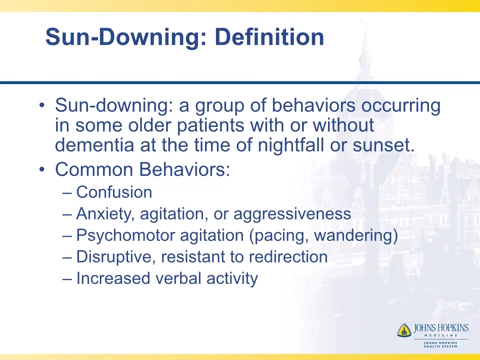 Sun-Downing: Definition
• Sun-downing: a group of behaviors occurring
in some older patients with or without
dementia at the time of nightfall or sunset.
• Common Behaviors:
– Confusion
– Anxiety, agitation, or aggressiveness
– Psychomotor agitation (pacing, wandering)
– Disruptive, resistant to redirection
– Increased verbal activity
JOHNS HOPKINS
MEDICINE
JOHNS HOPKINS
HEALTH SYSTEM